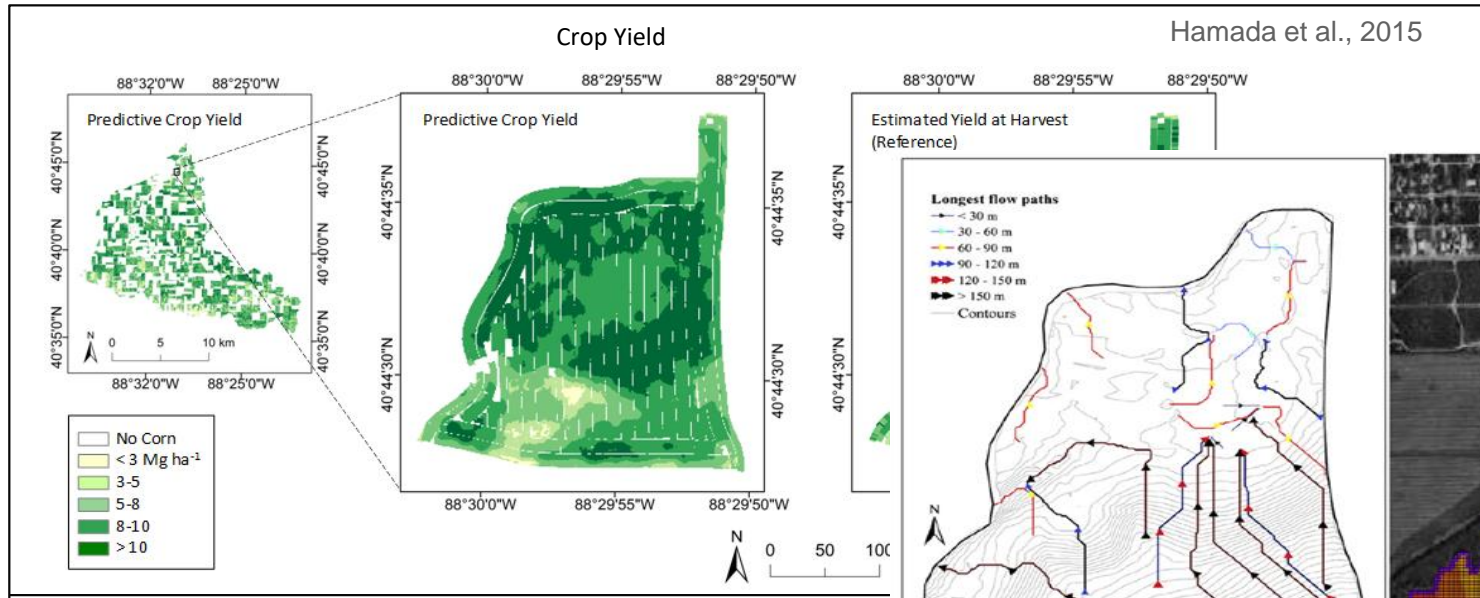 Crop Yield
Hamada et al., 2015
88°32'0"W 88°25'0"W
Predictive Crop Yield
40°45'0"N
40°40'0"N
40°35'0"N
40°45'0"N
40°40'0"N
40°35'0"N
N
0 5 10 km
88°32'0"W 88°25'0"W
88°30'0"W 88°29'55"W 88°29'50"W
Predictive Crop Yield
40°44'35"N
40°44'30"N
40°44'35"N
40°44'30"N
88°30'0"W 88°29'55"W 88°29'50"W
88°30'0"W 88°29'55"W 88°29'50"W
Estimated Yield at Harvest
(Reference)
40°44'35"N
40°44'30"N
No Corn
< 3 Mg ha⁻¹
3-5
5-8
8-10
>10
N
0 50 100
Longest flow paths
< 30 m
30 - 60 m
60 - 90 m
90 - 120 m
120 - 150 m
> 150 m
Contours
N